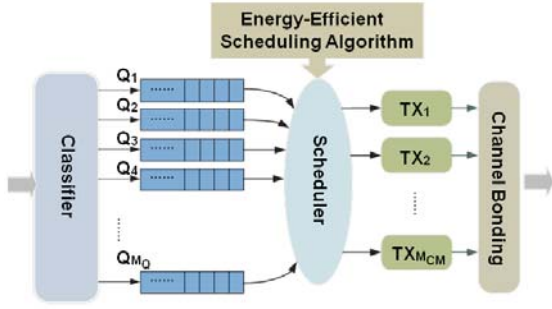 Energy-Efficient
Scheduling Algorithm
Classifier
Q1
Q2
Q3
Q4
QMQ
Scheduler
TX1
TX2
TXMCM
Channel Bonding